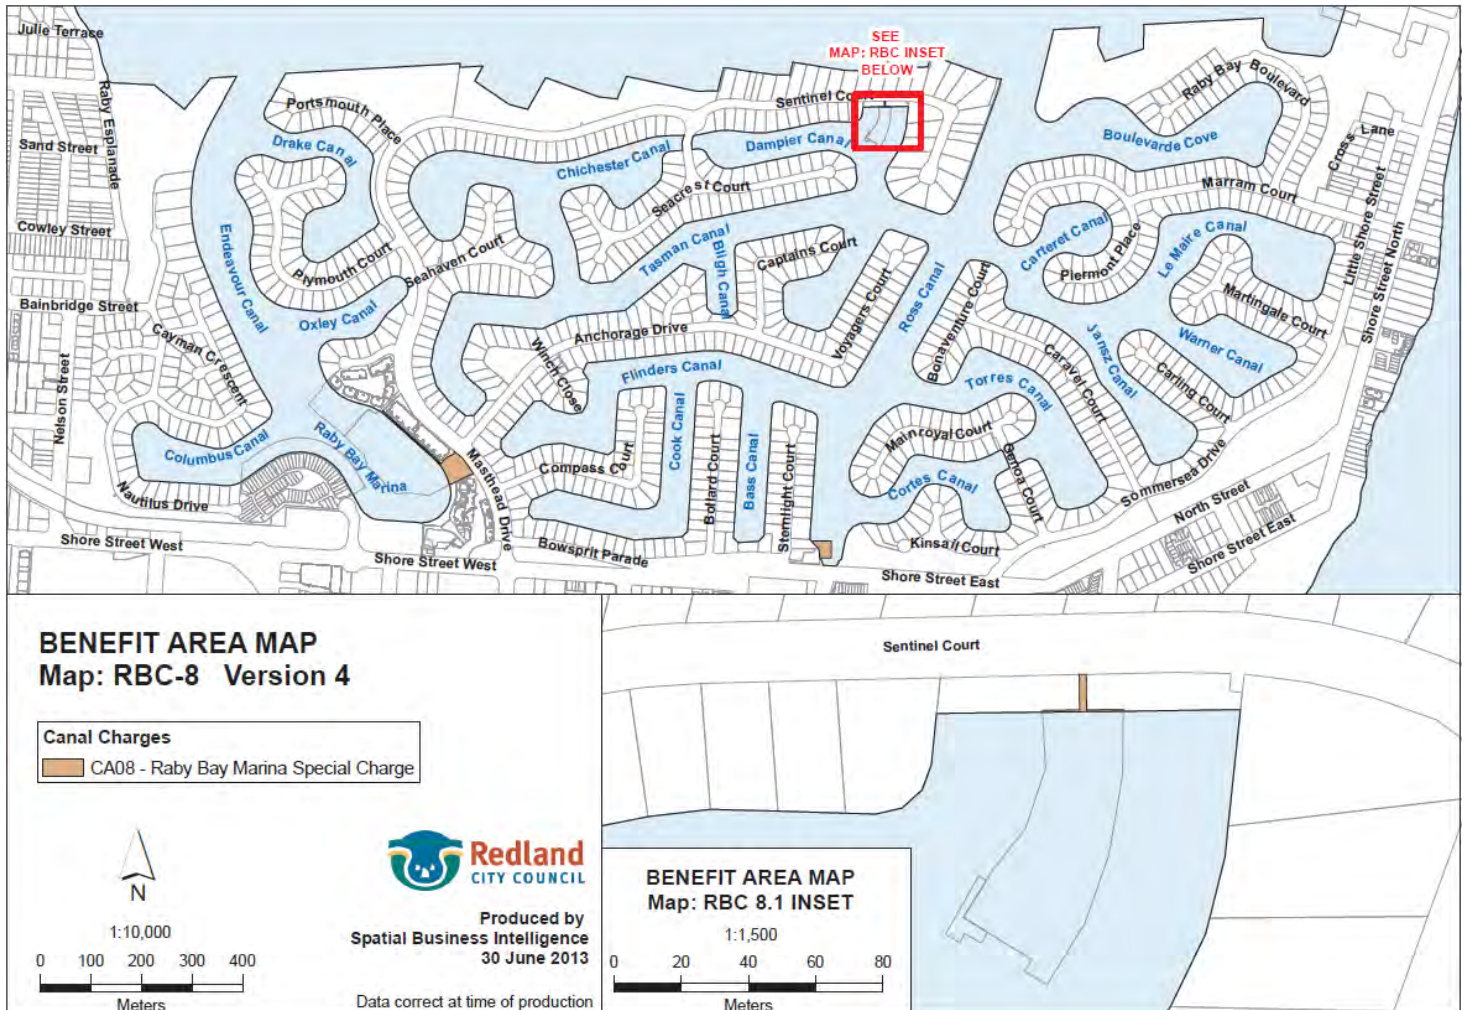 Julie Terrace
Raby Esplanade
Sand Street
Cowley Street
Bainbridge Street
Nelson Street
Cayman Crescent
Endeavour Canal
Columbus Canal
Nautilus Drive
Shore Street West
Portsmouth Place
Drake Canal
Plymouth Court
Oxley Canal
Seahaven Court
Raby Bay Marina
Masthead Drive
Shore Street West
Chichester Canal
Seacrest Court
Tasman Canal
Bligh Canal
Captains Court
Anchorage Drive
Winch Close
Flinders Canal
Compass Court
Cook Canal
Bollard Court
Bass Canal
Sternlight Court
Bowsprit Parade
SEE
MAP: RBC INSET
BELOW
Sentinel Court
Dampier Canal
Voyagers Court
Ross Canal
Bonaventure Court
Torres Canal
Caravel Court
Jansz Canal
Mainroyal Court
Genoa Court
Cortes Canal
Kinsail Court
Shore Street East
Raby Bay Boulevard
Boulevarde Cove
Cross Lane
Marram Court
Carteret Canal
Piermont Place
Le Maire Canal
Martingale Court
Warner Canal
Carling Court
Sommersea Drive
North Street
Shore Street East
Little Shore Street
Shore Street North
BENEFIT AREA MAP
Map: RBC-8 Version 4
Canal Charges
CA08 - Raby Bay Marina Special Charge
N
1:10,000
0 100 200 300 400
Meters
Redland
CITY COUNCIL
Produced by
Spatial Business Intelligence
30 June 2013
Data correct at time of production
Sentinel Court
BENEFIT AREA MAP
Map: RBC 8.1 INSET
1:1,500
0 20 40 60 80
Meters